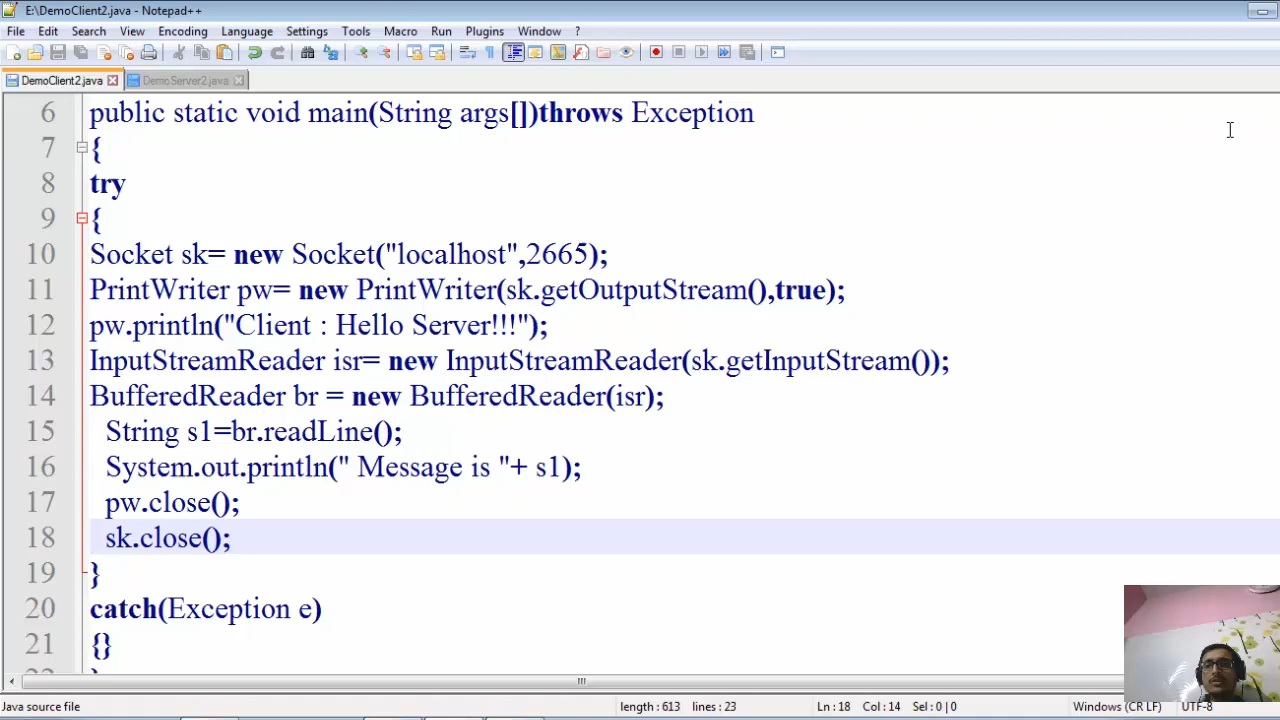 E:\DemoClient2.java - Notepad++
File Edit Search View Encoding Language Settings Tools Macro Run Plugins Window ?
DemoClient2.java DemoServer2.java
6 public static void main(String args[])throws Exception
7 {
8 try
9 {
10 Socket sk= new Socket("localhost",2665);
11 PrintWriter pw= new PrintWriter(sk.getOutputStream(),true);
12 pw.println("Client : Hello Server!!!");
13 InputStreamReader isr= new InputStreamReader(sk.getInputStream());
14 BufferedReader br = new BufferedReader(isr);
15 String s1=br.readLine();
16 System.out.println(" Message is "+ s1);
17 pw.close();
18 sk.close();
19 }
20 catch(Exception e)
21 {}
Java source file length : 613 lines : 23 Ln : 18 Col : 14 Sel : 0 | 0 Windows (CR LF) UTF-8